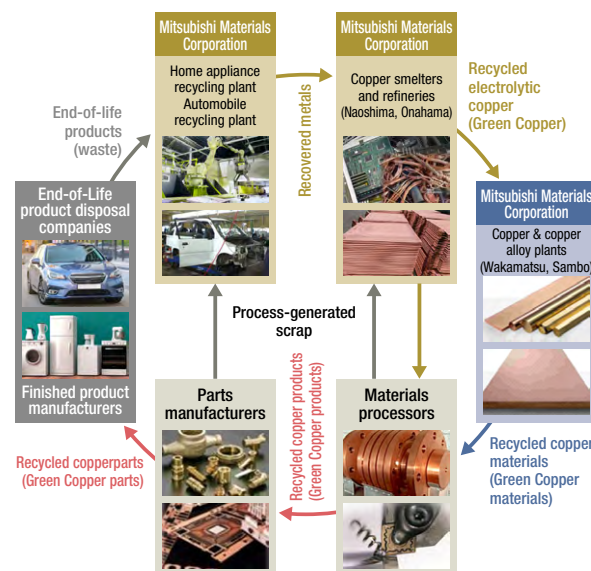 Mitsubishi Materials
Corporation
Home appliance
recycling plant
Automobile
recycling plant
Mitsubishi Materials
Corporation
Copper smelters
and refineries
(Naoshima, Onahama)
Recovered metals
Recycled
electrolytic
copper
(Green Copper)
End-of-life
products
(waste)
End-of-Life
product disposal
companies
Finished product
manufacturers
Mitsubishi Materials
Corporation
Copper & copper
alloy plants
(Wakamatsu, Sambo)
Process-generated
scrap
Parts
manufacturers
Materials
processors
Recycled copper products
(Green Copper products)
Recycled copperparts
(Green Copper parts)
Recycled copper
materials
(Green Copper
materials)